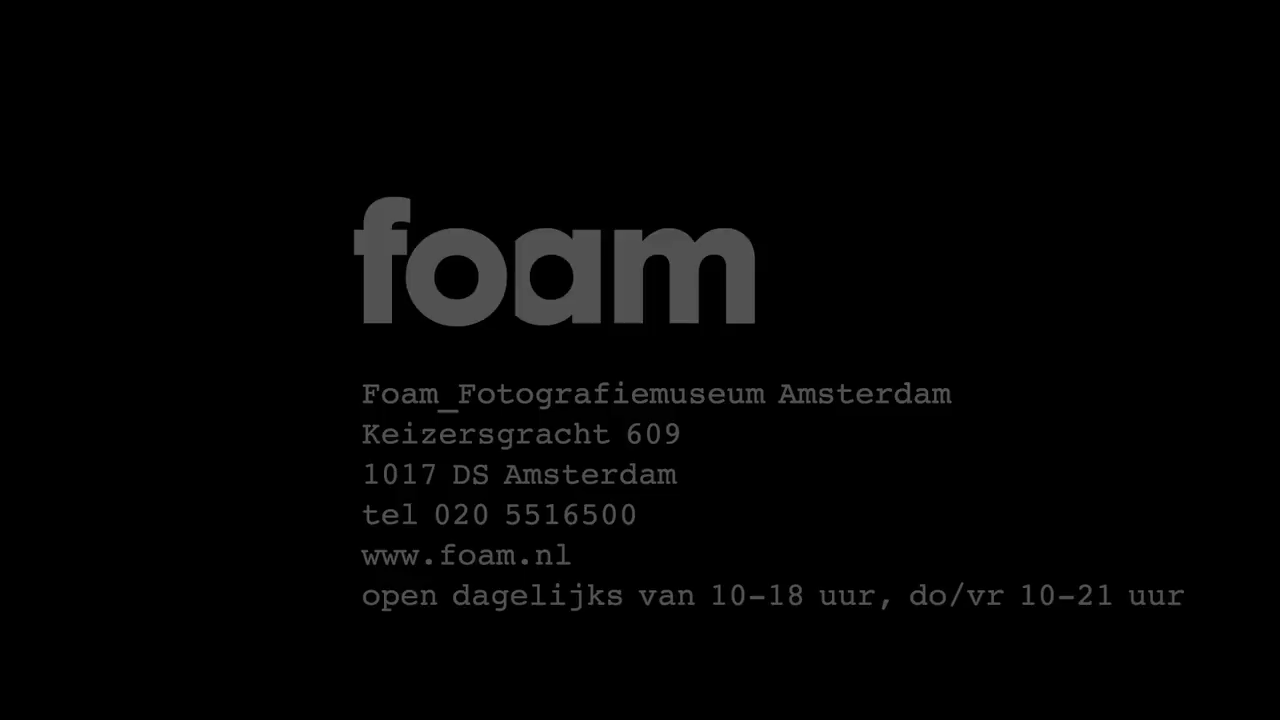 foam
Foam_Fotografiemuseum Amsterdam
Keizersgracht 609
1017 DS Amsterdam
tel 020 5516500
www.foam.nl
open dagelijks van 10-18 uur, do/vr 10-21 uur